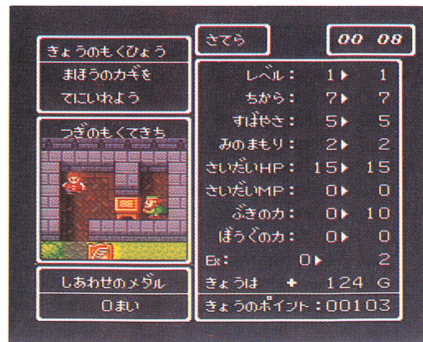 きょうのもくひょう
まほうのカギを
てにいれよう
つぎのもくてきち
しあわせのメダル
0まい
さてら
00 08
レベル: 1▶ 1
ちから: 7▶ 7
すばやさ: 5▶ 5
みのまもり: 2▶ 2
さいだいHP: 15▶ 15
さいだいMP: 0▶ 0
ぶきの力: 0▶ 10
ぼうぐの力: 0▶ 0
Ex: 0▶ 2
きょうは + 124 G
きょうのポイント:00103